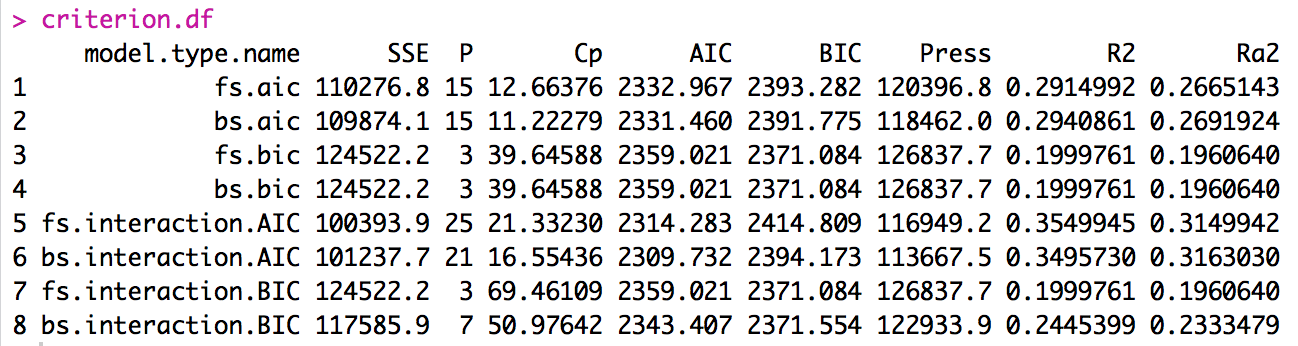 > criterion.df
model.type.name SSE P Cp AIC BIC Press R2 Ra2
1 fs.aic 110276.8 15 12.66376 2332.967 2393.282 120396.8 0.2914992 0.2665143
2 bs.aic 109874.1 15 11.22279 2331.460 2391.775 118462.0 0.2940861 0.2691924
3 fs.bic 124522.2 3 39.64588 2359.021 2371.084 126837.7 0.1999761 0.1960640
4 bs.bic 124522.2 3 39.64588 2359.021 2371.084 126837.7 0.1999761 0.1960640
5 fs.interaction.AIC 100393.9 25 21.33230 2314.283 2414.809 116949.2 0.3549945 0.3149942
6 bs.interaction.AIC 101237.7 21 16.55436 2309.732 2394.173 113667.5 0.3495730 0.3163030
7 fs.interaction.BIC 124522.2 3 69.46109 2359.021 2371.084 126837.7 0.1999761 0.1960640
8 bs.interaction.BIC 117585.9 7 50.97642 2343.407 2371.554 122933.9 0.2445399 0.2333479